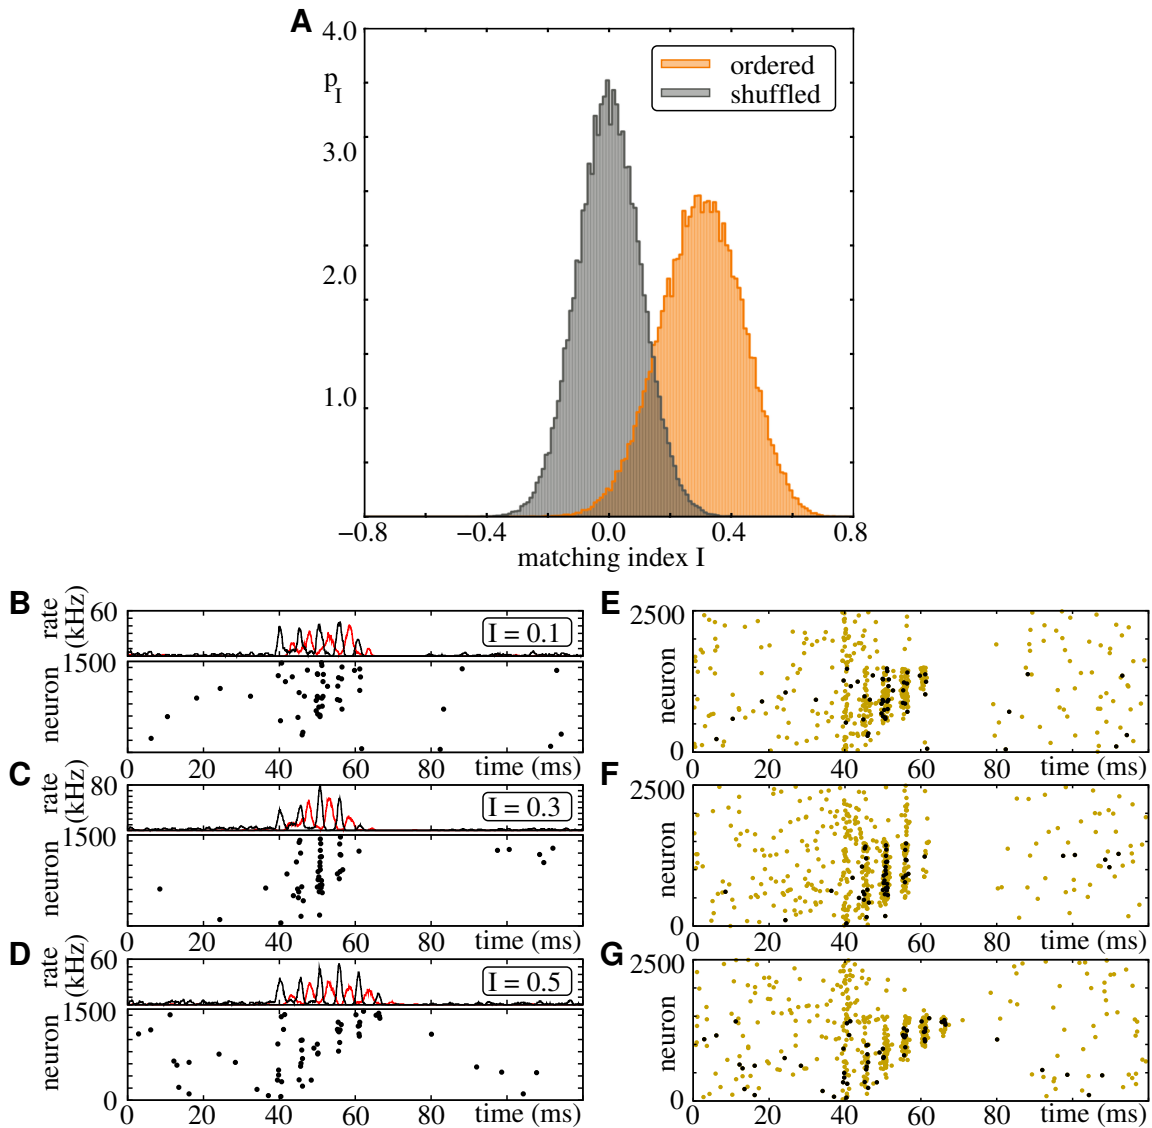 A
4.0
p_I
3.0
2.0
1.0
ordered
shuffled
−0.8 −0.4 0.0 0.4 0.8
matching index I
B
rate (kHz)
60
I = 0.1
1500
neuron
0 20 40 60 80 time (ms)
C
rate (kHz)
80
I = 0.3
1500
neuron
0 20 40 60 80 time (ms)
D
rate (kHz)
60
I = 0.5
1500
neuron
0
0 20 40 60 80 time (ms)
E
2500
neuron
0
0 20 40 60 80 time (ms)
F
2500
neuron
0
0 20 40 60 80 time (ms)
G
2500
neuron
0
0 20 40 60 80 time (ms)